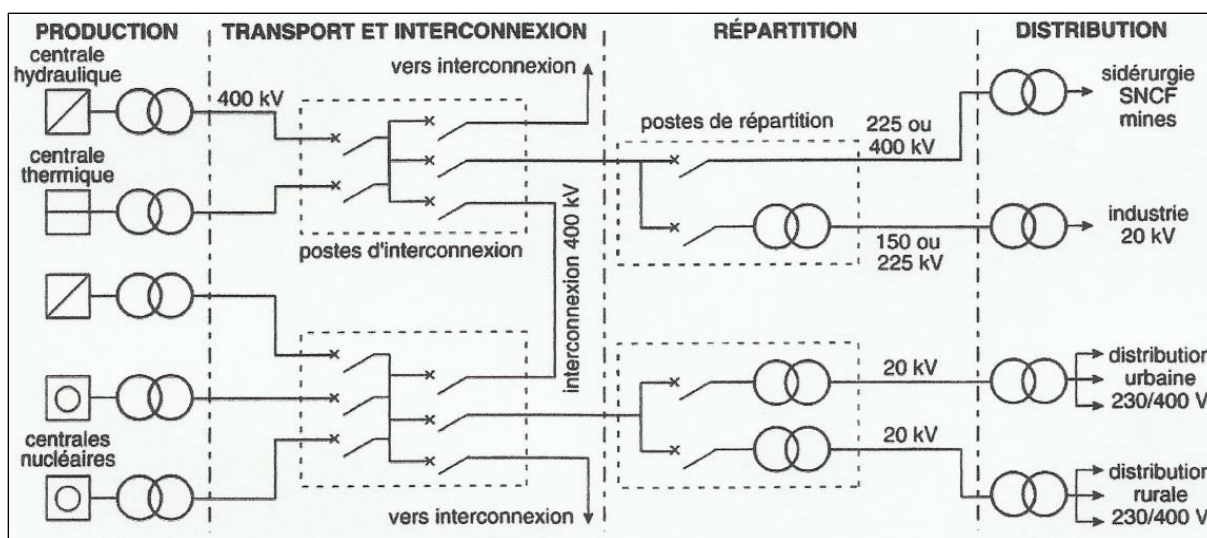 PRODUCTION
TRANSPORT ET INTERCONNEXION
RÉPARTITION
DISTRIBUTION
centrale
hydraulique
400 kV
vers interconnexion
sidérurgie
SNCF
mines
postes de répartition
225 ou
400 kV
centrale
thermique
postes d'interconnexion
interconnexion 400 kV
150 ou
225 kV
industrie
20 kV
20 kV
distribution
urbaine
230/400 V
centrales
nucléaires
20 kV
distribution
rurale
230/400 V
vers interconnexion